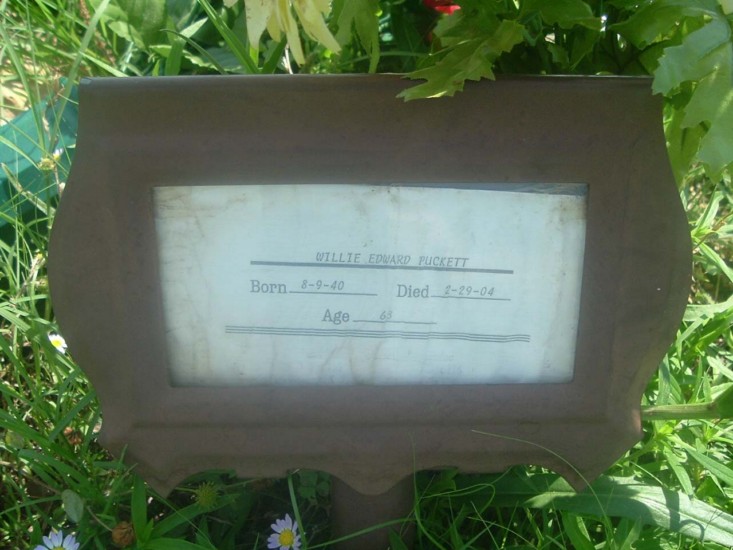 WILLIE EDWARD PUCKETT
Born 8-9-40 Died 2-29-04
Age 63